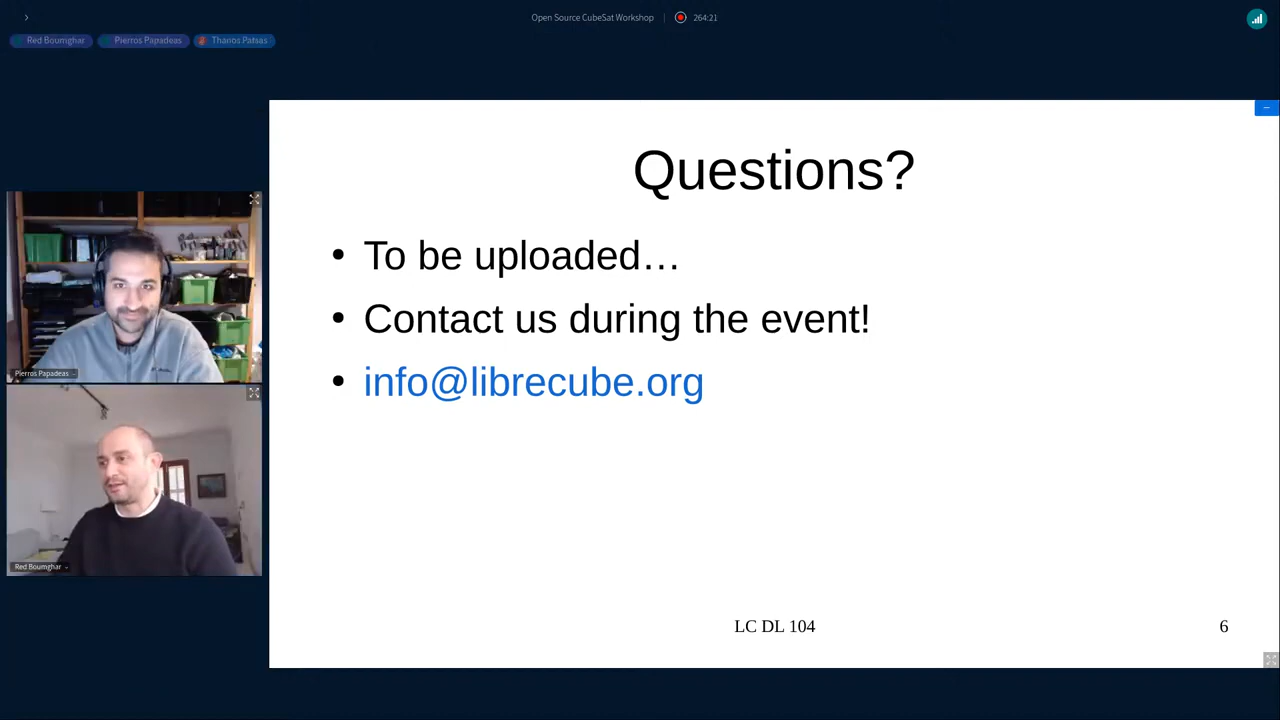 Open Source CubeSat Workshop
264:21
Red Boumghar
Pierros Papadeas
Thanos Patsas
Questions?
• To be uploaded…
• Contact us during the event!
• info@librecube.org
Pierros Papadeas
Red Boumghar
LC DL 104
6